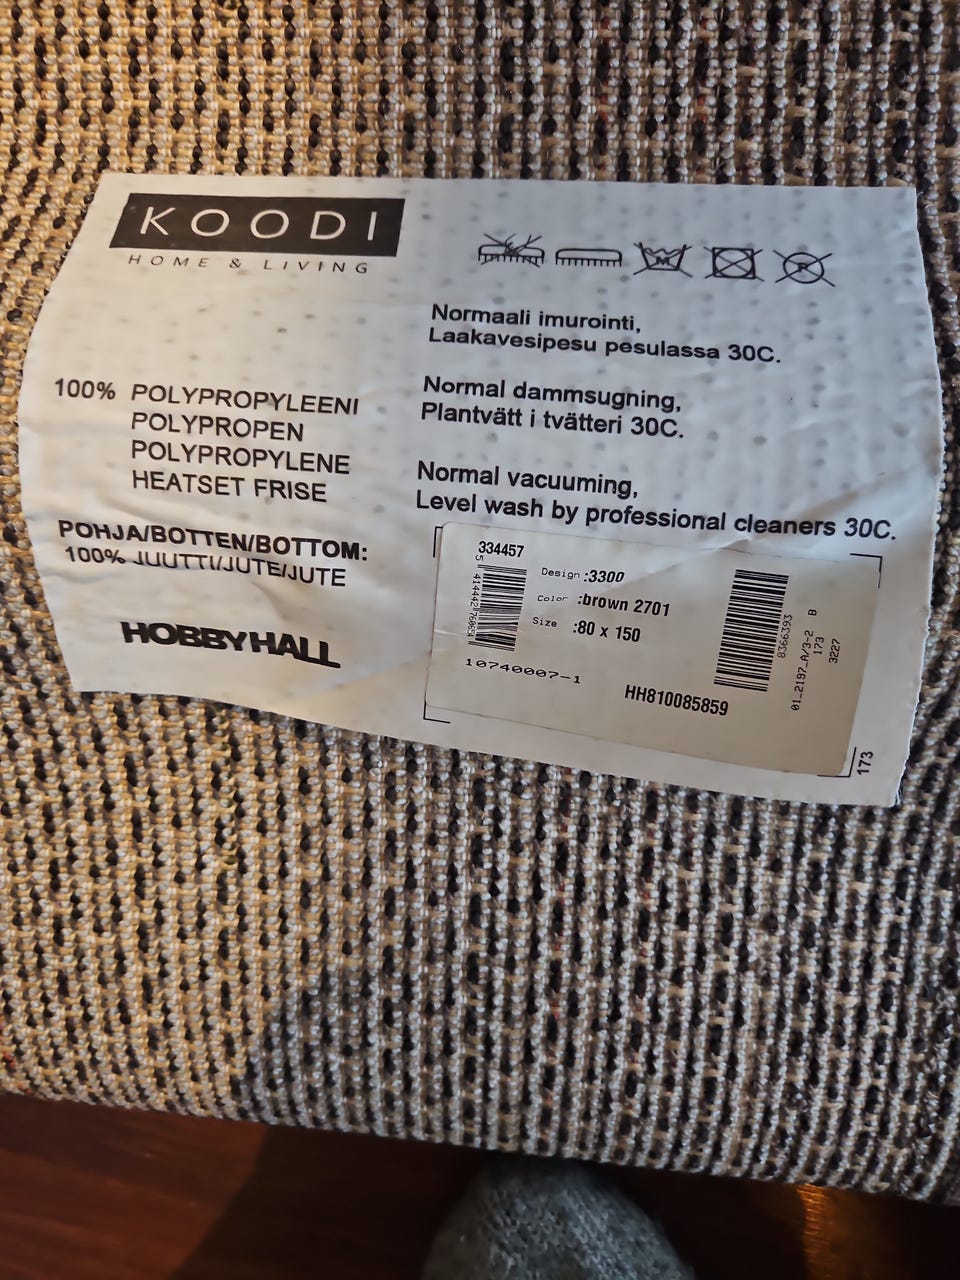 KOODI
HOME & LIVING
Normaali imurointi,
Laakavesipesu pesulassa 30C.
100% POLYPROPYLEENI
POLYPROPEN
POLYPROPYLENE
HEATSET FRISE
Normal dammsugning,
Plantvätt i tvätteri 30C.
Normal vacuuming,
Level wash by professional cleaners 30C.
POHJA/BOTTEN/BOTTOM:
100% JUUTTI/JUTE/JUTE
HOBBYHALL
334457
Design :3300
Color :brown 2701
Size :80 x 150
10740007-1
HH810085859
8366393
01_2197_A/3-2 B
173
3227
173